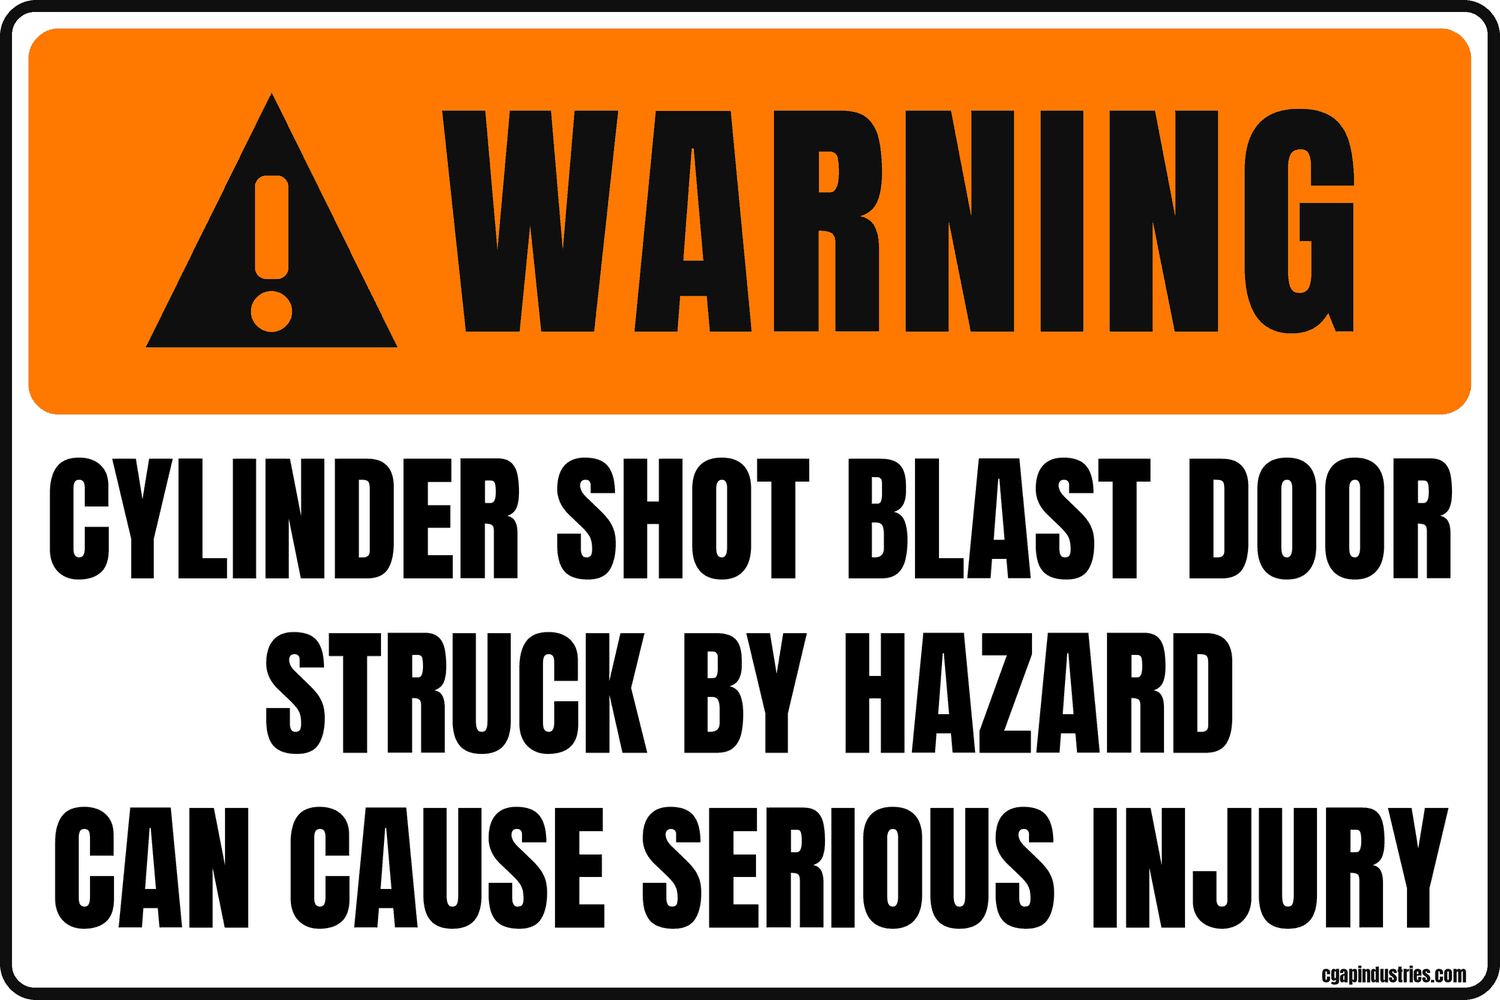 WARNING
CYLINDER SHOT BLAST DOOR
STRUCK BY HAZARD
CAN CAUSE SERIOUS INJURY
cgapindustries.com